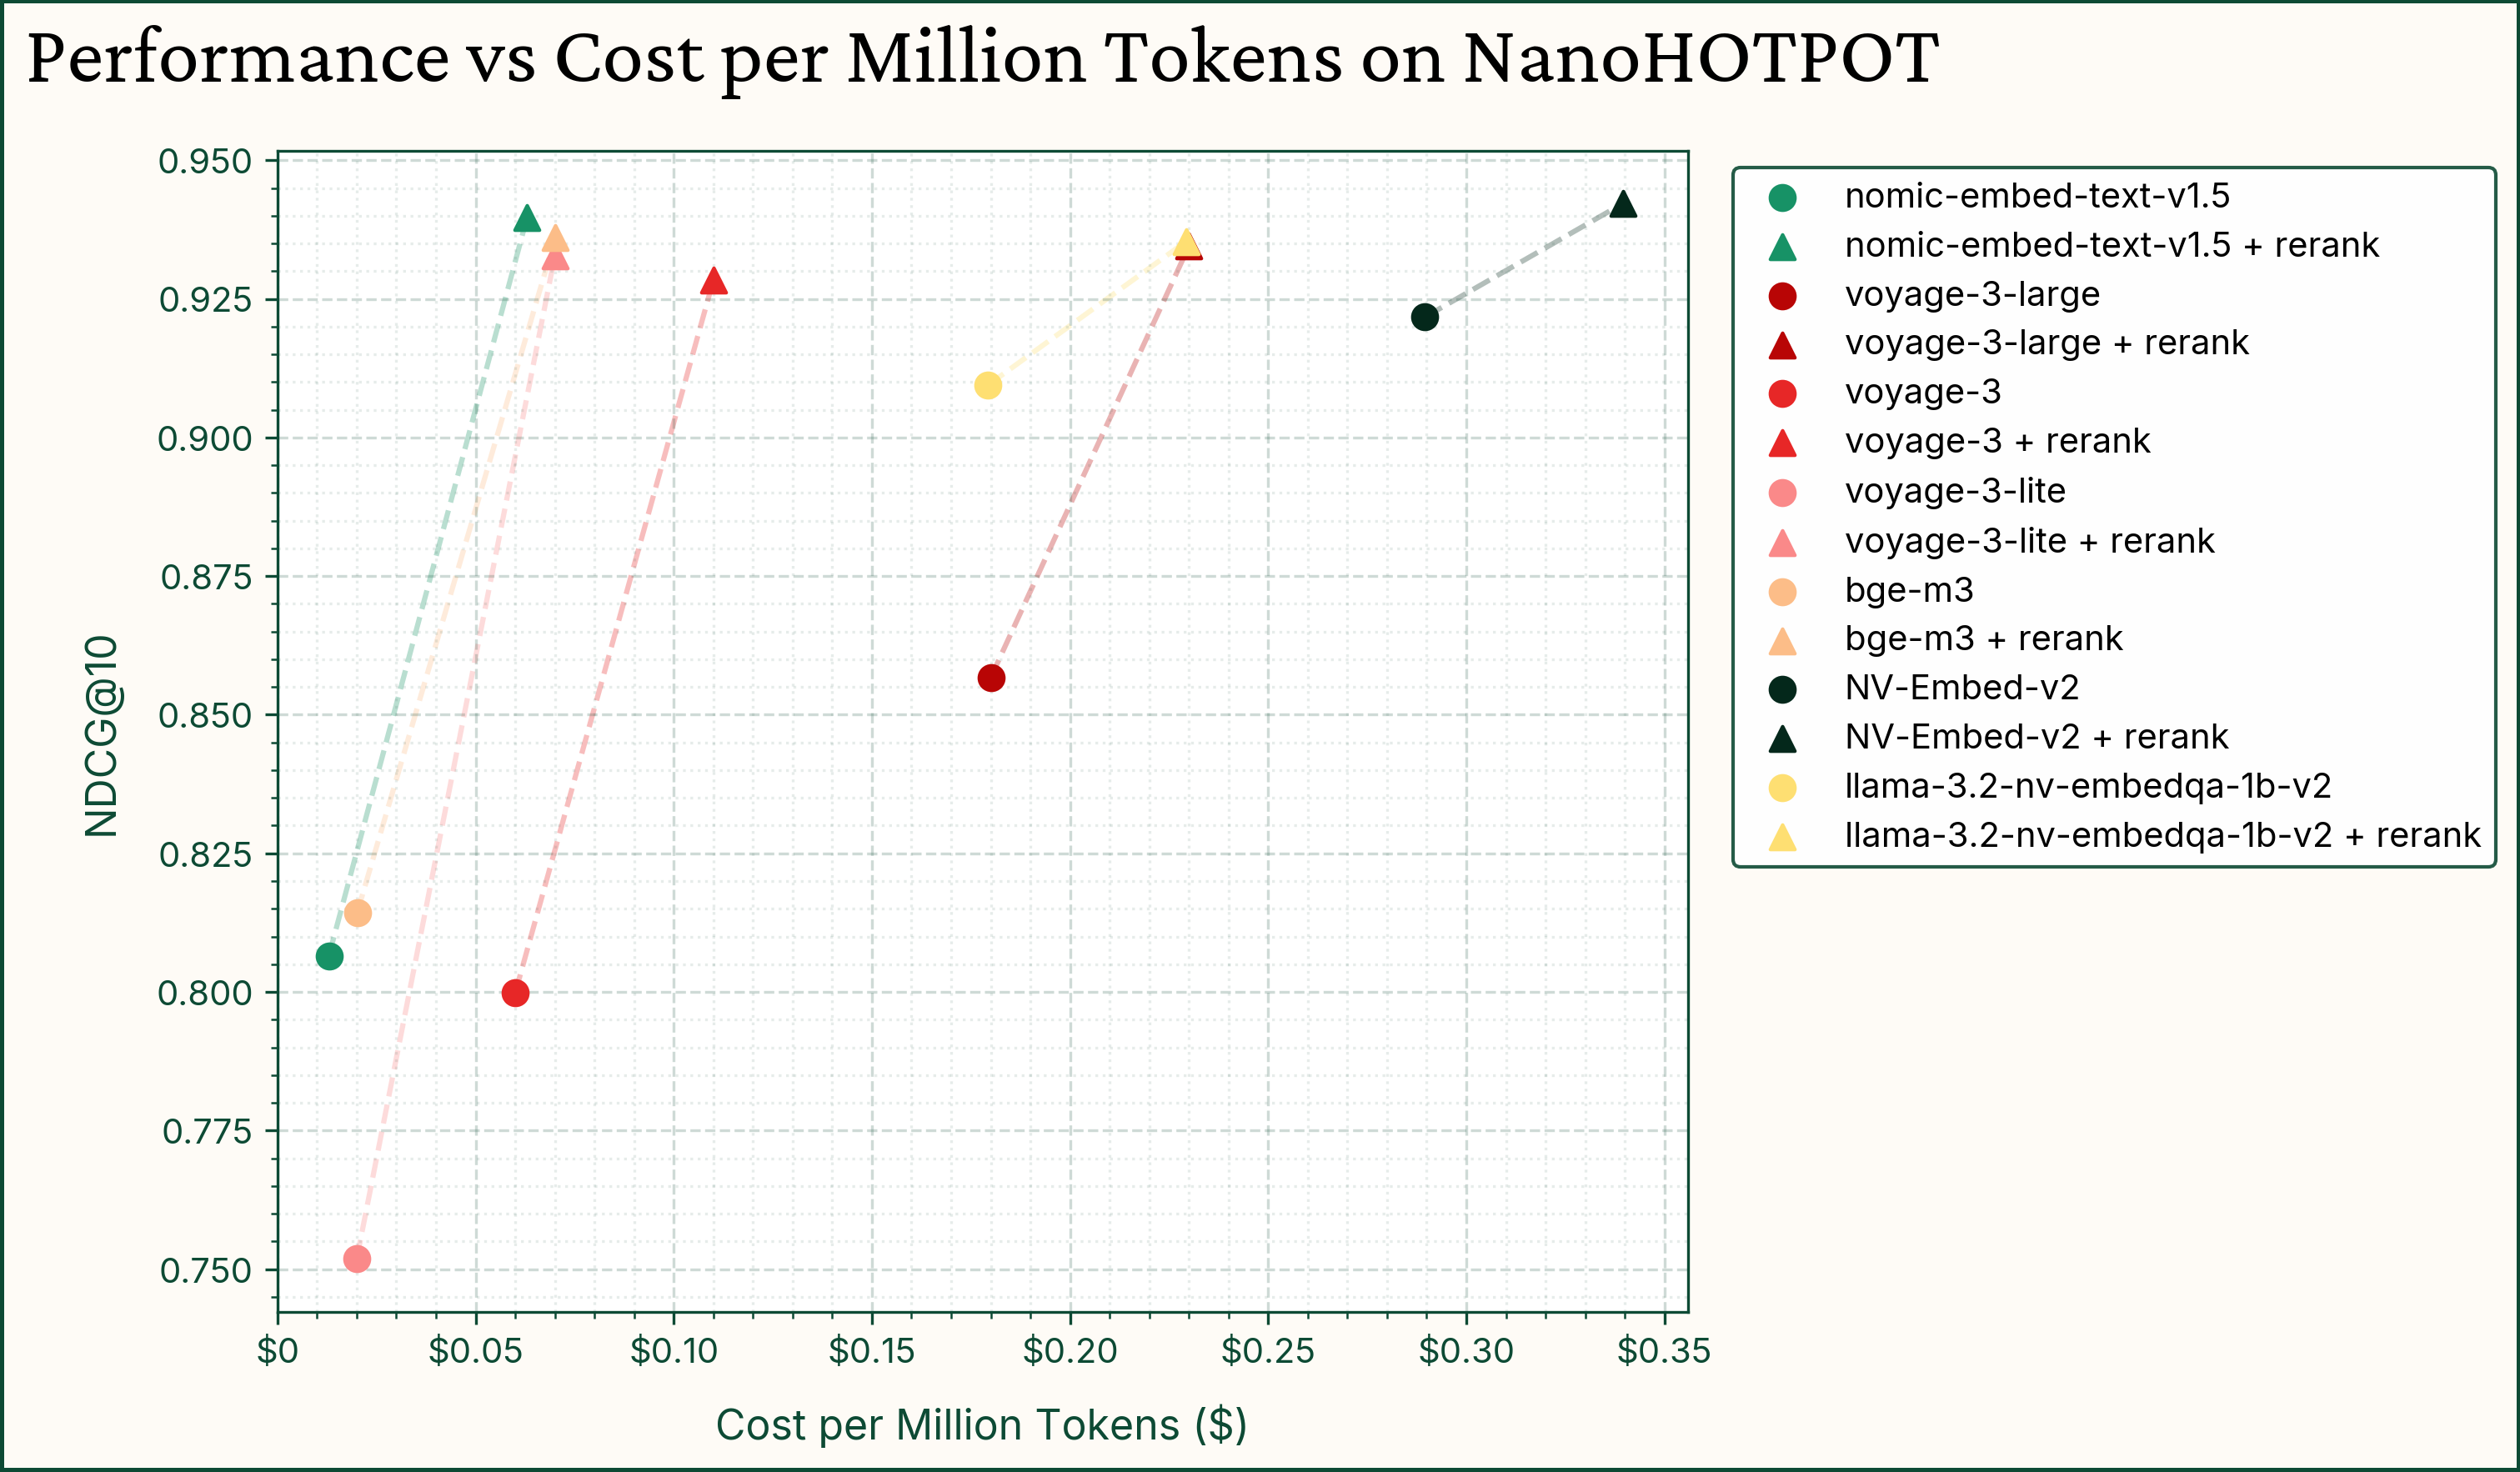 Performance vs Cost per Million Tokens on NanoHOTPOT
0.950
0.925
0.900
0.875
0.850
0.825
0.800
0.775
0.750
NDCG@10
$0
$0.05
$0.10
$0.15
$0.20
$0.25
$0.30
$0.35
Cost per Million Tokens ($)
nomic-embed-text-v1.5
nomic-embed-text-v1.5 + rerank
voyage-3-large
voyage-3-large + rerank
voyage-3
voyage-3 + rerank
voyage-3-lite
voyage-3-lite + rerank
bge-m3
bge-m3 + rerank
NV-Embed-v2
NV-Embed-v2 + rerank
llama-3.2-nv-embedqa-1b-v2
llama-3.2-nv-embedqa-1b-v2 + rerank